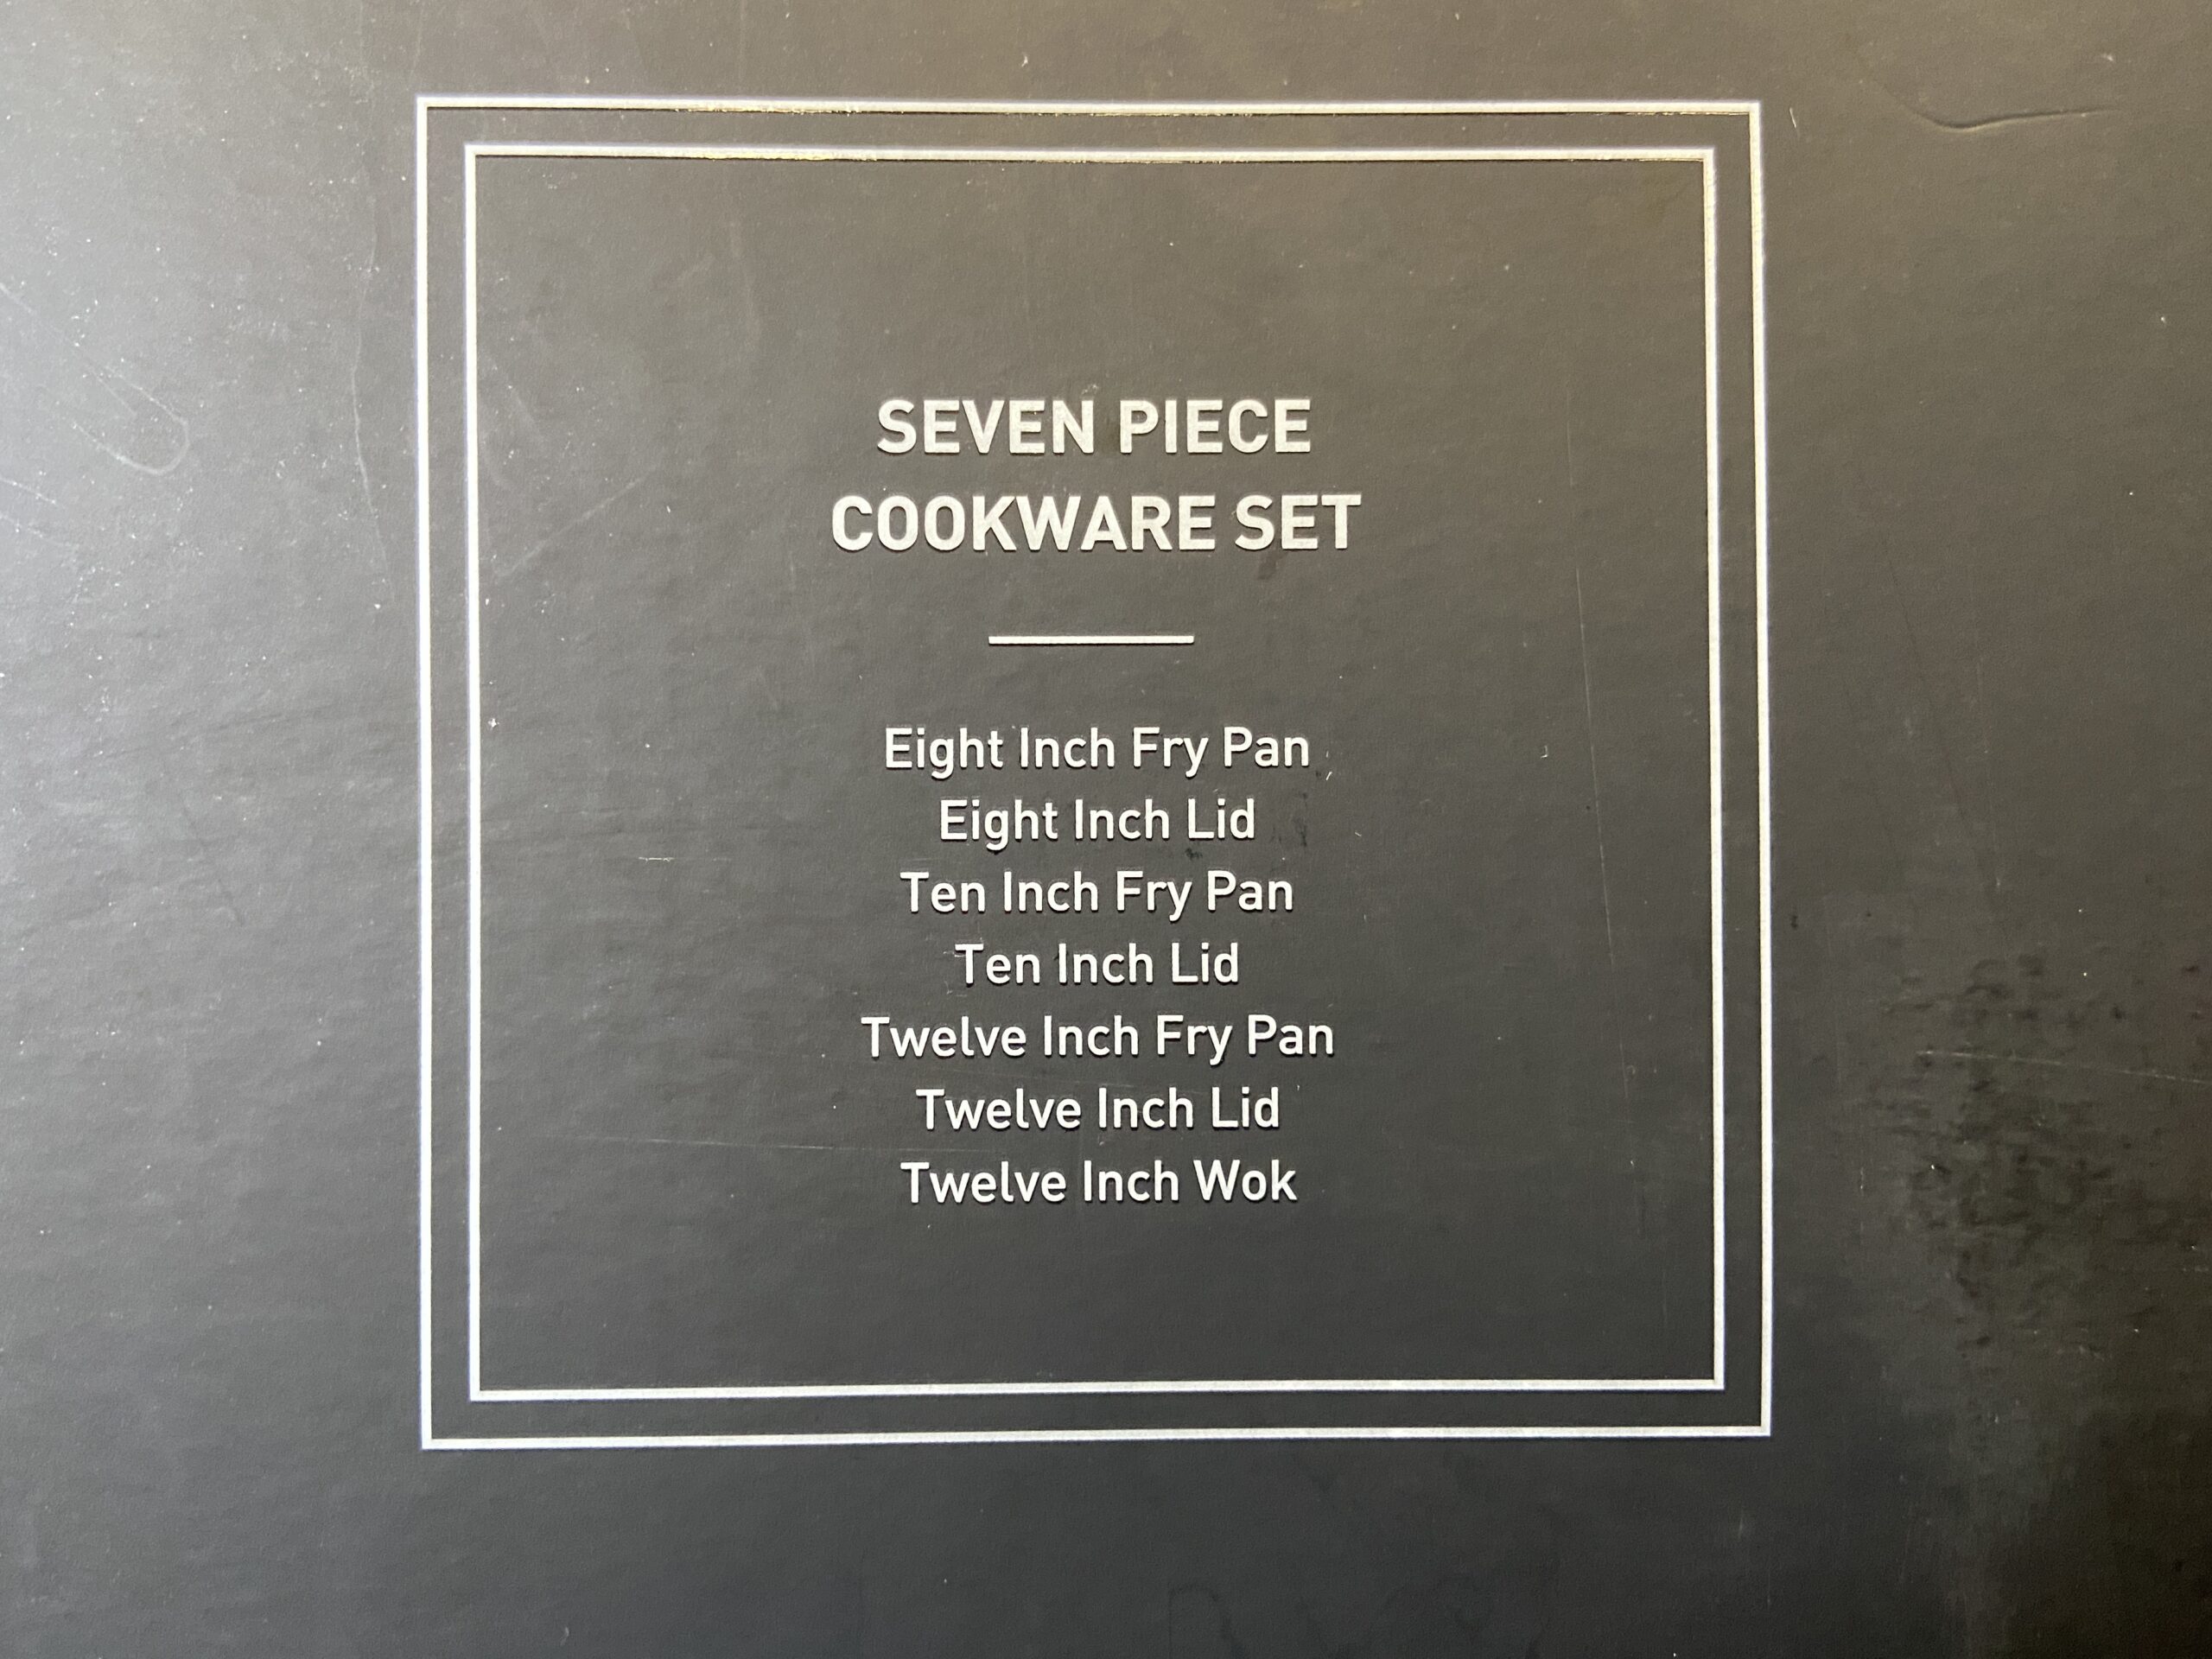 SEVEN PIECE
COOKWARE SET
Eight Inch Fry Pan
Eight Inch Lid
Ten Inch Fry Pan
Ten Inch Lid
Twelve Inch Fry Pan
Twelve Inch Lid
Twelve Inch Wok